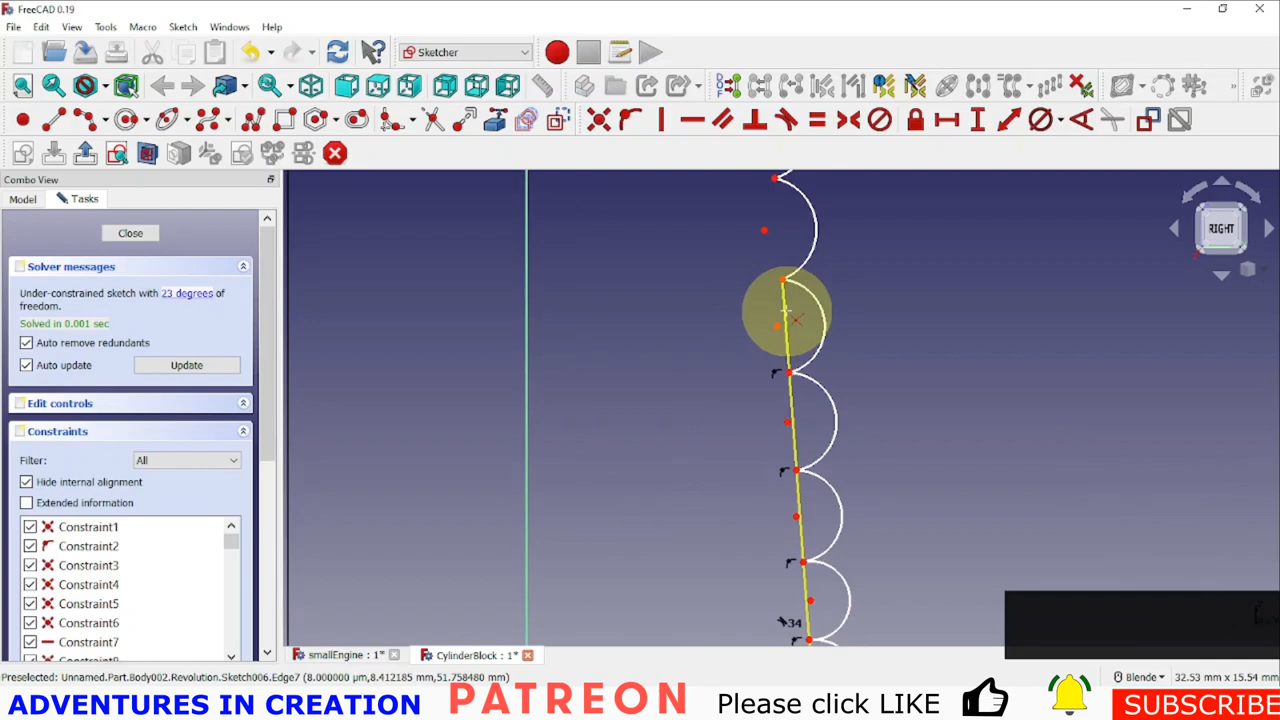 FreeCAD 0.19
File Edit View Tools Macro Sketch Windows Help
Sketcher
Combo View
Model Tasks
Close
Solver messages
Under-constrained sketch with 23 degrees of
freedom.
Solved in 0.001 sec
Auto remove redundants
Auto update Update
Edit controls
Constraints
Filter: All
Hide internal alignment
Extended information
Constraint1
Constraint2
Constraint3
Constraint4
Constraint5
Constraint6
Constraint7
RIGHT
34
smallEngine : 1* CylinderBlock : 1*
Preselected: Unnamed.Part.Body002.Revolution.Sketch006.Edge7 (8.000000 µm,8.412185 mm,51.758480 mm)
Blende 32.53 mm x 15.54 mm
ADVENTURES IN CREATION PATREON Please click LIKE SUBSCRIBE